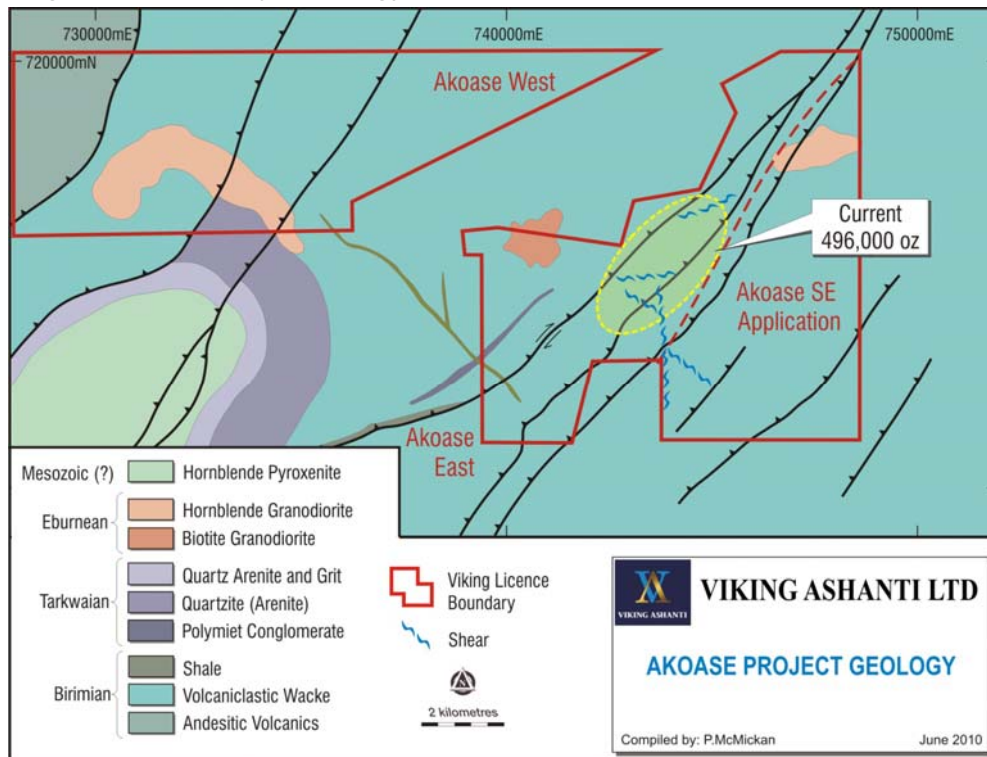 730000mE
740000mE
750000mE
720000mN
Akoase West
Current
496,000 oz
Akoase SE
Application
Akoase
East
Mesozoic (?)
Hornblende Pyroxenite
Eburnean
Hornblende Granodiorite
Biotite Granodiorite
Tarkwaian
Quartz Arenite and Grit
Quartzite (Arenite)
Polymiet Conglomerate
Birimian
Shale
Volcaniclastic Wacke
Andesitic Volcanics
Viking Licence
Boundary
Shear
2 kilometres
VIKING ASHANTI
VIKING ASHANTI LTD
AKOASE PROJECT GEOLOGY
Compiled by: P.McMickan
June 2010